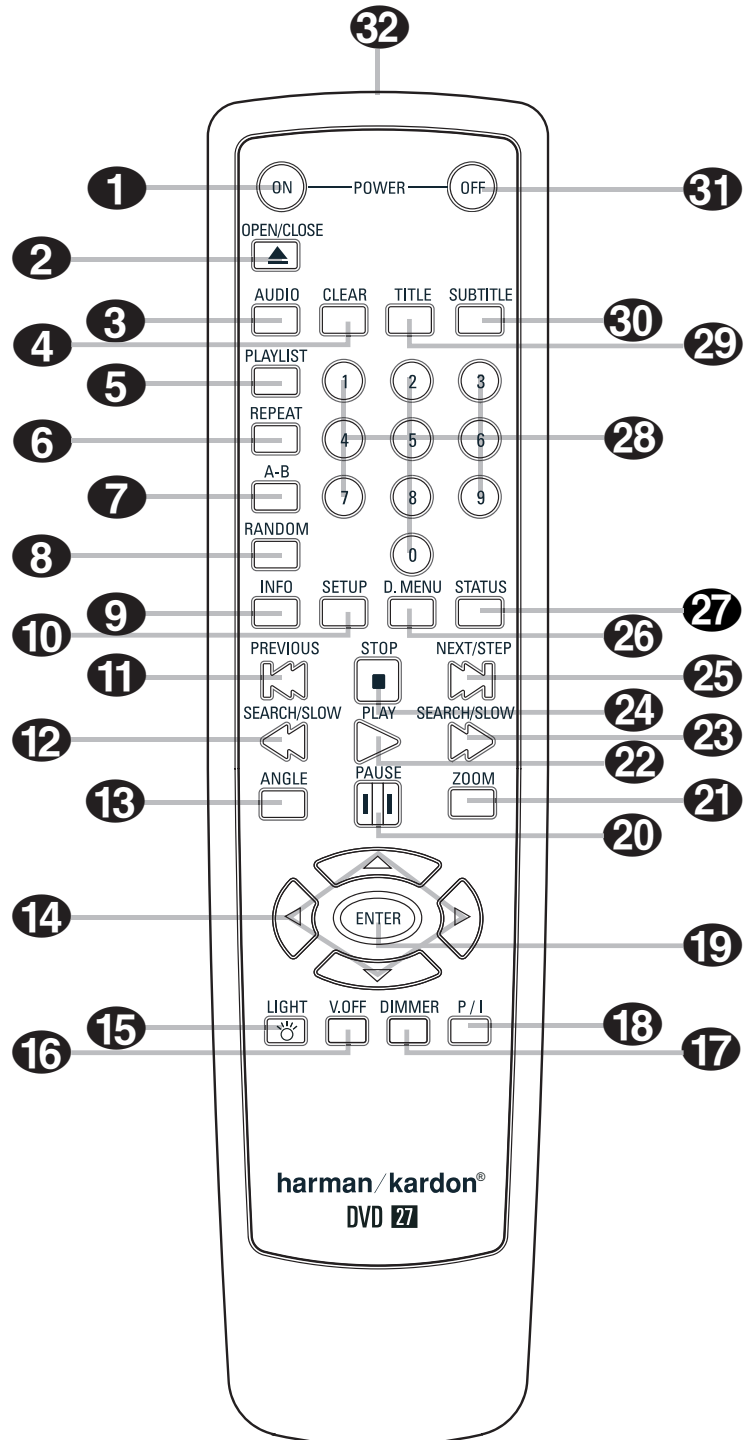 32
1 ON POWER OFF 31
OPEN/CLOSE
2
AUDIO CLEAR TITLE SUBTITLE
3 30
4 29
PLAYLIST
5 1 2 3
REPEAT
6 4 5 6 28
A-B
7 7 8 9
RANDOM
8 0
INFO SETUP D. MENU STATUS
9 27
10 26
PREVIOUS STOP NEXT/STEP
11 25
24
SEARCH/SLOW PLAY SEARCH/SLOW
12 23
22
ANGLE PAUSE ZOOM
13 21
20
14 ENTER
19
LIGHT V.OFF DIMMER P / I
15 18
16 17
harman/kardon®
DVD 27